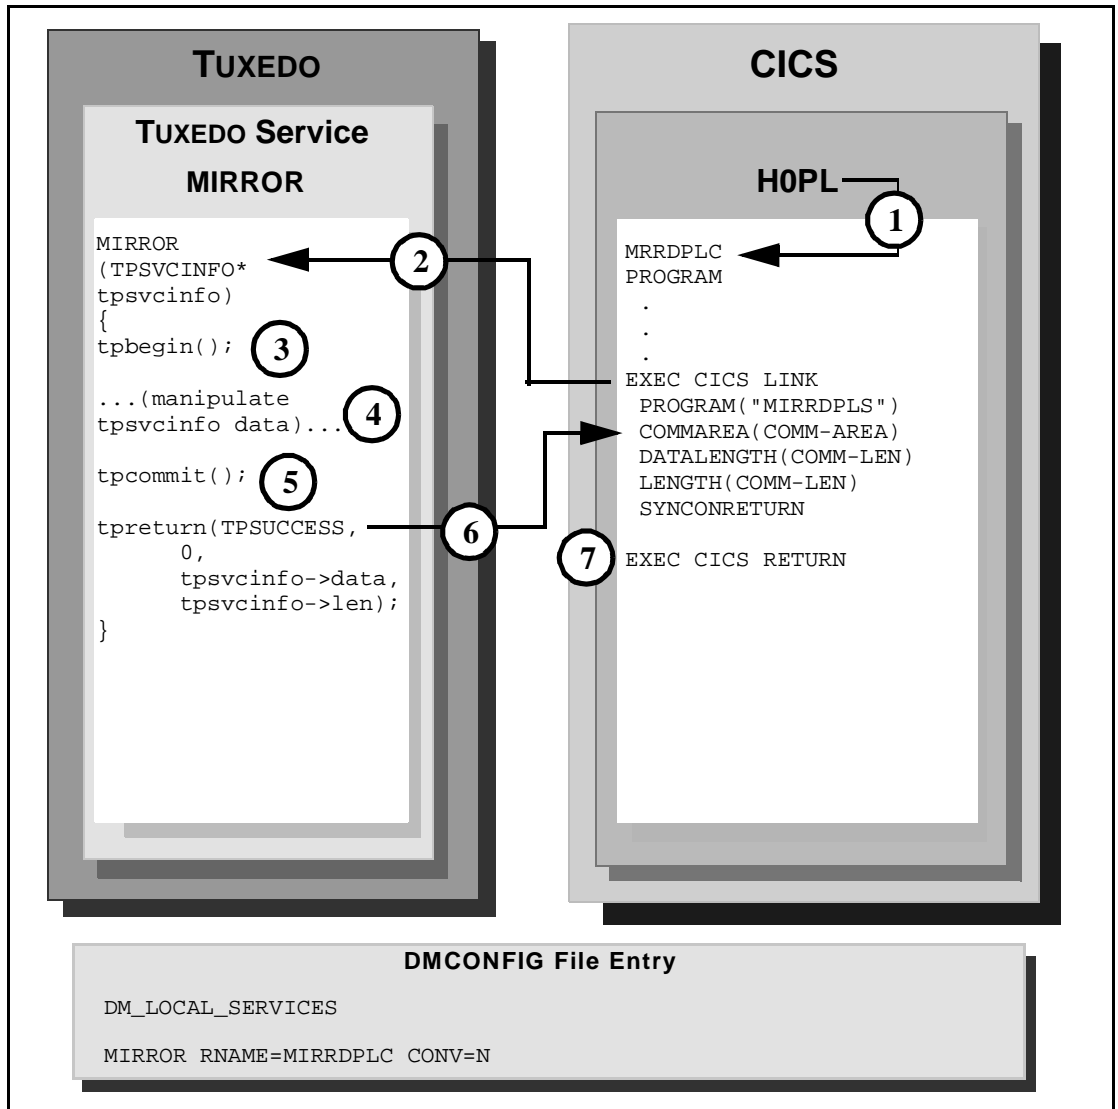 TUXEDO
TUXEDO Service
MIRROR
MIRROR
(TPSVCINFO*
tpsvcinfo)
{
tpbegin();
3
...(manipulate
tpsvcinfo data)...
4
tpcommit();
5
tpreturn(TPSUCCESS,
0,
tpsvcinfo->data,
tpsvcinfo->len);
}
2
6
CICS
H0PL
1
MRRDPLC
PROGRAM
.
.
.
EXEC CICS LINK
PROGRAM("MIRRDPLS")
COMMAREA(COMM-AREA)
DATALENGTH(COMM-LEN)
LENGTH(COMM-LEN)
SYNCONRETURN
7
EXEC CICS RETURN
DMCONFIG File Entry
DM_LOCAL_SERVICES
MIRROR RNAME=MIRRDPLC CONV=N